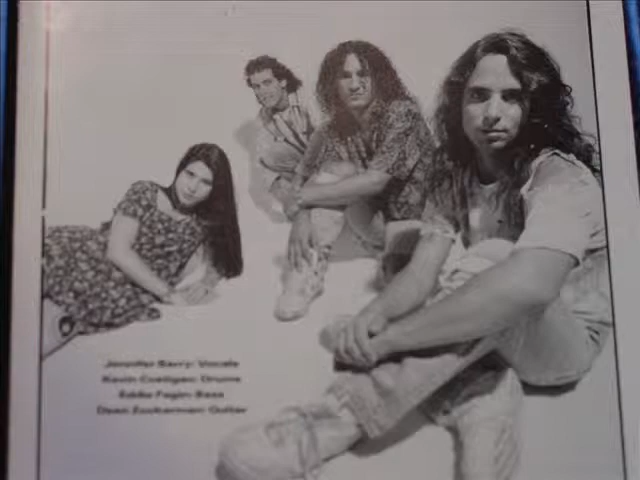 Jennifer Barry: Vocals
Kevin Costigan: Drums
Eddie Fagin: Bass
Dean Zuckerman: Guitar